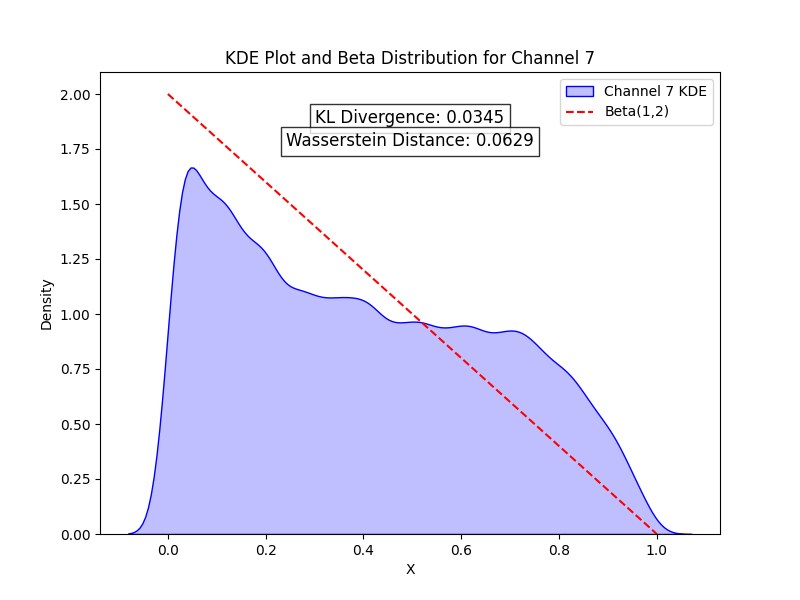 KDE Plot and Beta Distribution for Channel 7
Channel 7 KDE
Beta(1,2)
KL Divergence: 0.0345
Wasserstein Distance: 0.0629
Density
2.00
1.75
1.50
1.25
1.00
0.75
0.50
0.25
0.00
0.0 0.2 0.4 0.6 0.8 1.0
X